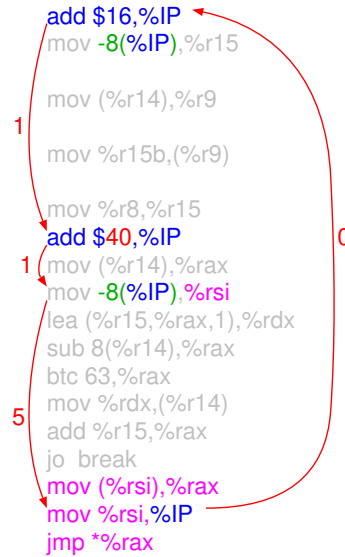 add $16,%IP
mov -8(%IP),%r15
mov (%r14),%r9
1
mov %r15b,(%r9)
mov %r8,%r15
add $40,%IP
0
1
mov (%r14),%rax
mov -8(%IP),%rsi
lea (%r15,%rax,1),%rdx
sub 8(%r14),%rax
btc 63,%rax
mov %rdx,(%r14)
5
add %r15,%rax
jo break
mov (%rsi),%rax
mov %rsi,%IP
jmp *%rax